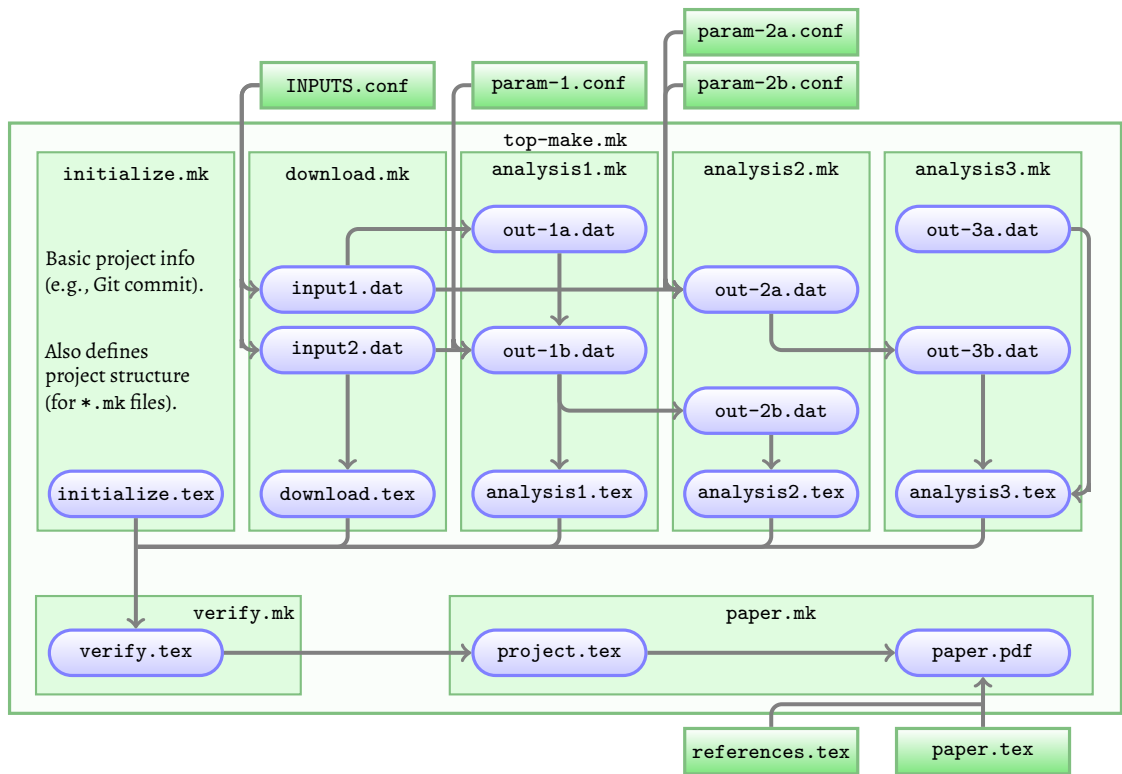 param-2a.conf
INPUTS.conf
param-1.conf
param-2b.conf
top-make.mk
initialize.mk
download.mk
analysis1.mk
analysis2.mk
analysis3.mk
Basic project info
(e.g., Git commit).
Also defines
project structure
(for *.mk files).
out-1a.dat
out-3a.dat
input1.dat
out-2a.dat
input2.dat
out-1b.dat
out-3b.dat
out-2b.dat
initialize.tex
download.tex
analysis1.tex
analysis2.tex
analysis3.tex
verify.mk
paper.mk
verify.tex
project.tex
paper.pdf
references.tex
paper.tex